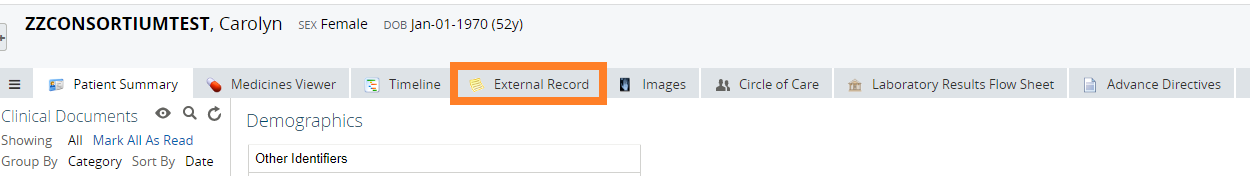 ZZCONSORTIUMTEST, Carolyn SEX Female DOB Jan-01-1970 (52y)
Patient Summary Medicines Viewer Timeline External Record Images Circle of Care Laboratory Results Flow Sheet Advance Directives
Clinical Documents
Showing All Mark All As Read
Group By Category Sort By Date
Demographics
Other Identifiers